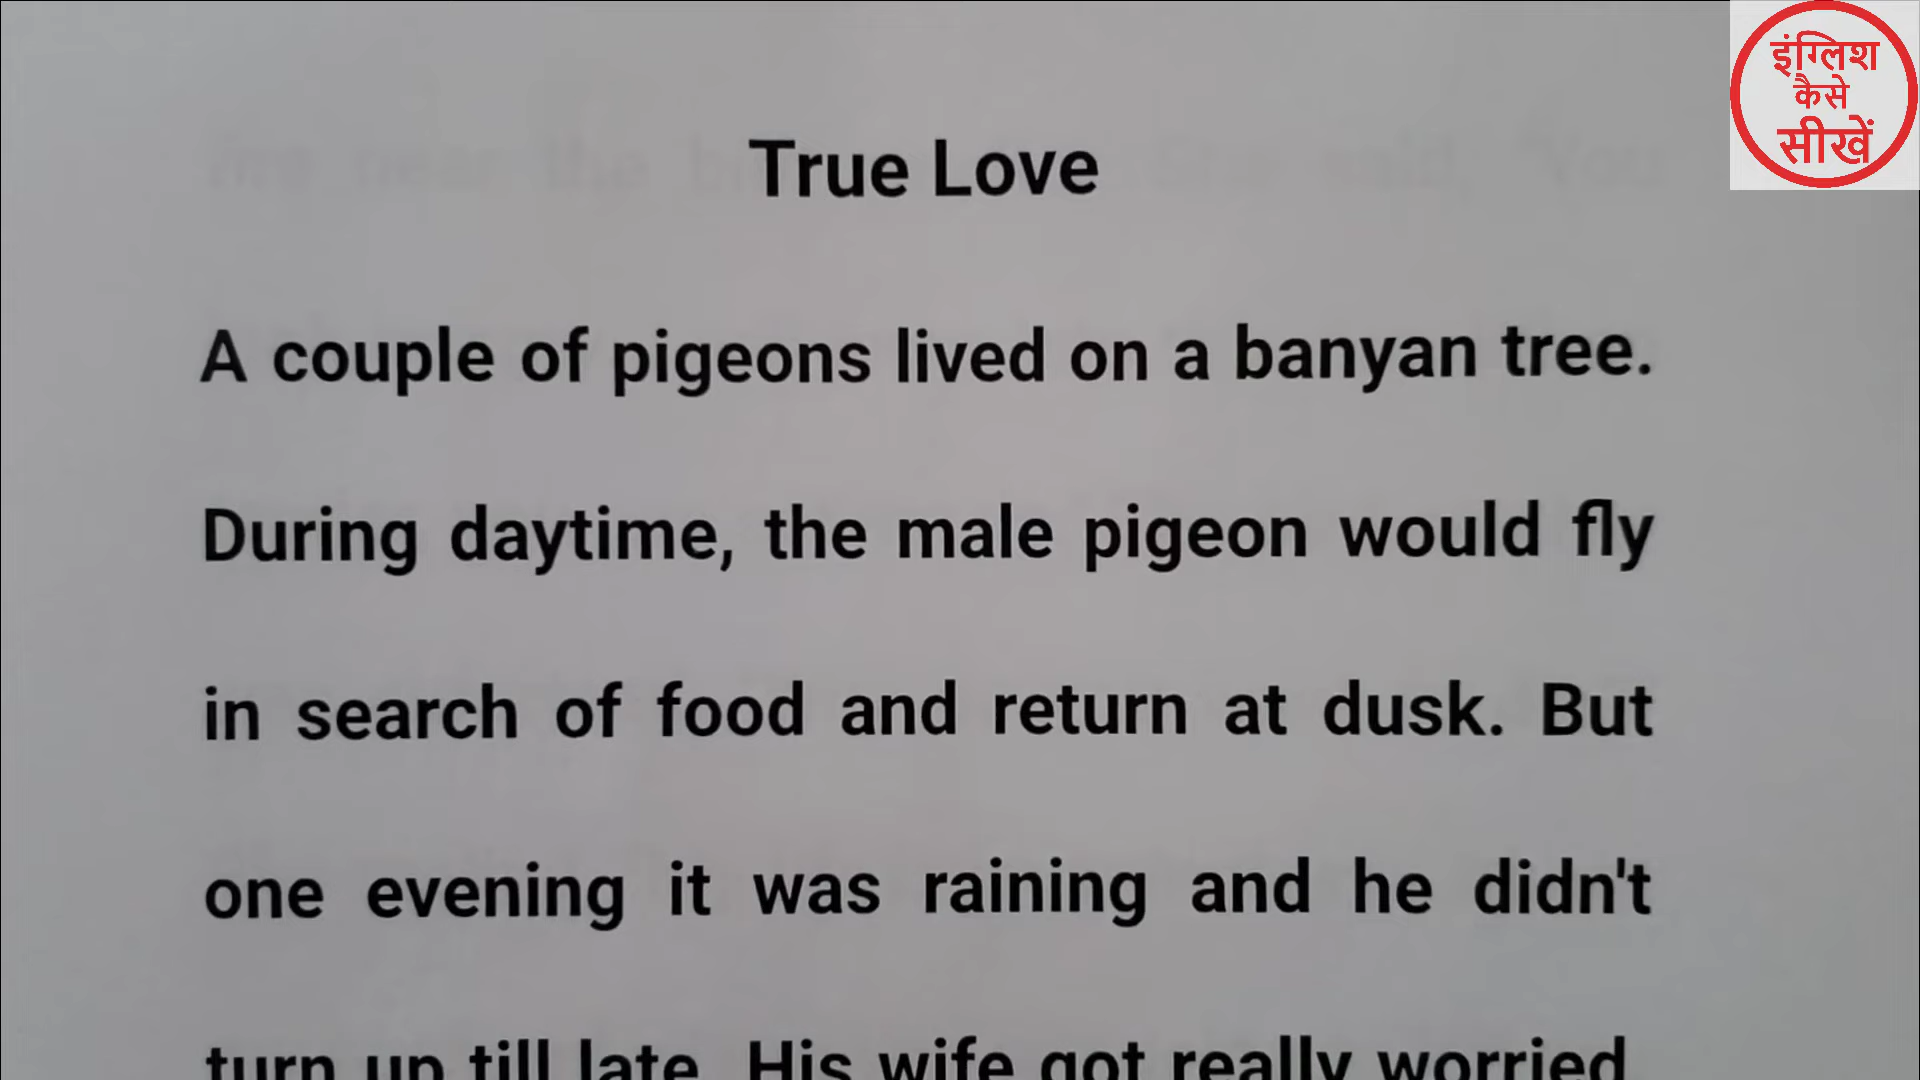 इंग्लिश
कैसे
सीखें
True Love
A couple of pigeons lived on a banyan tree.
During daytime, the male pigeon would fly
in search of food and return at dusk. But
one evening it was raining and he didn't
turn up till late. His wife got really worried.